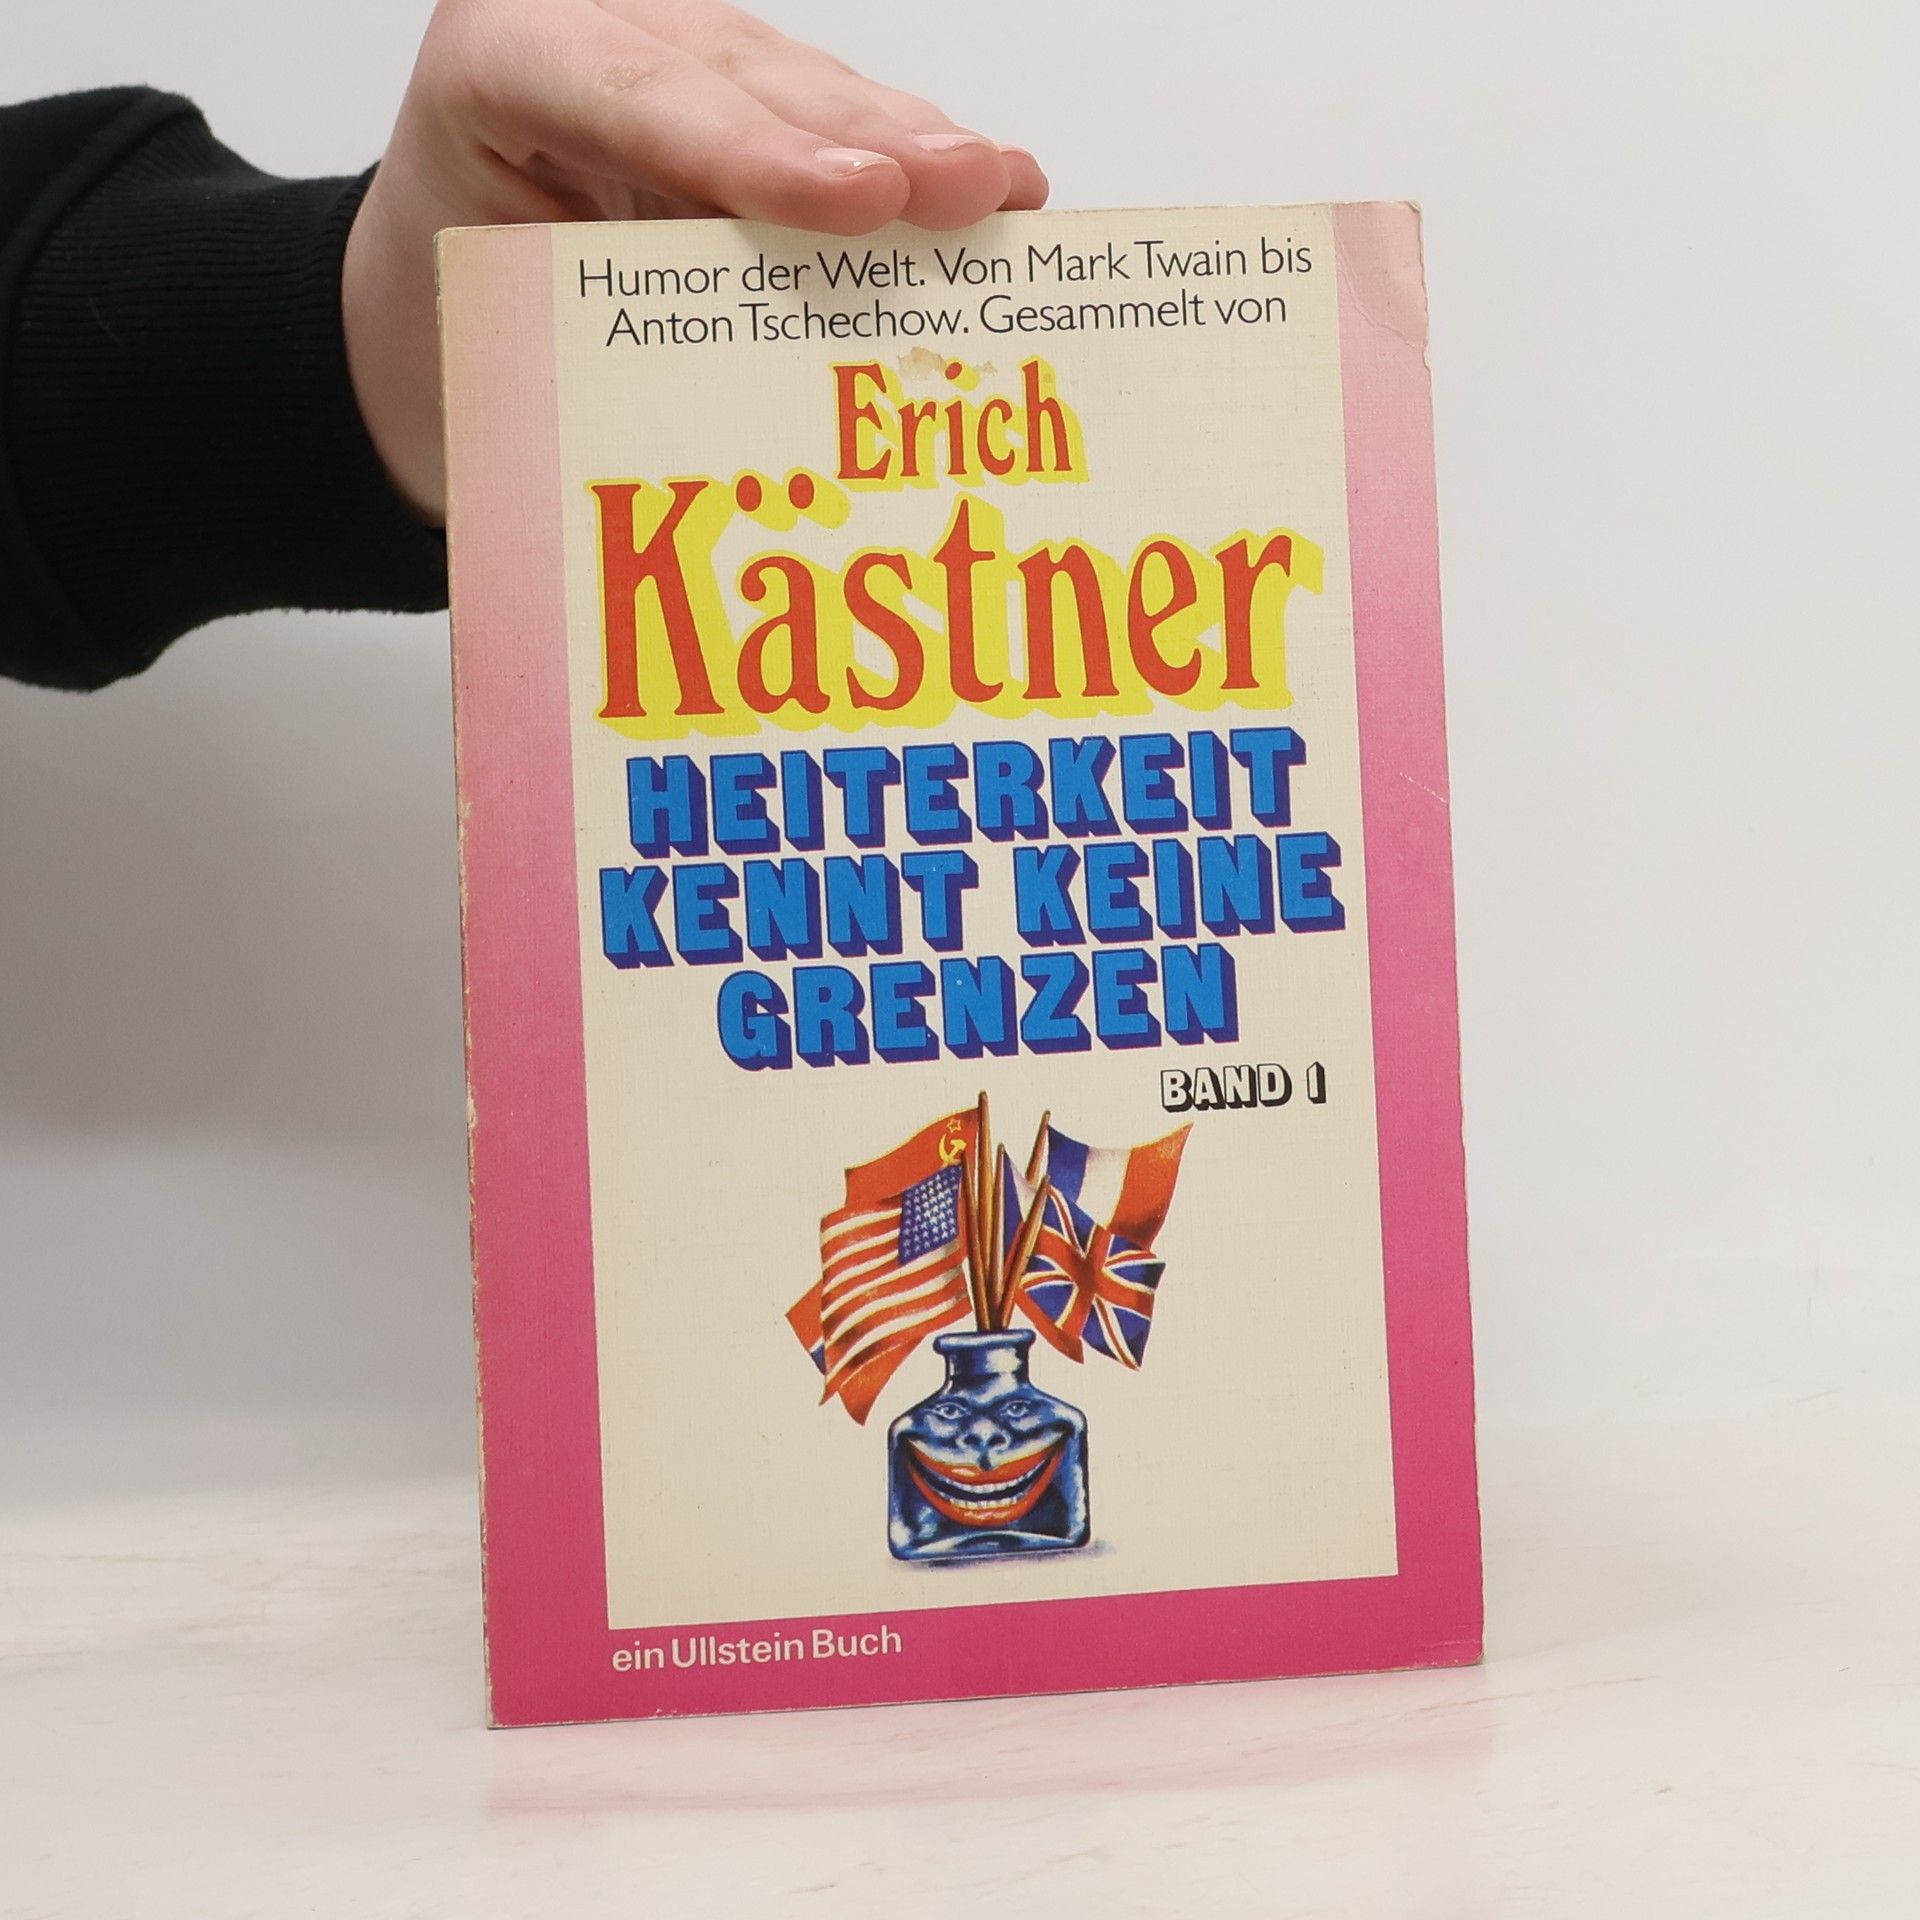 Humor der Welt. Von Mark Twain bis
Anton Tschechow. Gesammelt von
Erich
Kästner
HEITERKEIT
KENNT KEINE
GRENZEN
BAND 1
ein Ullstein Buch